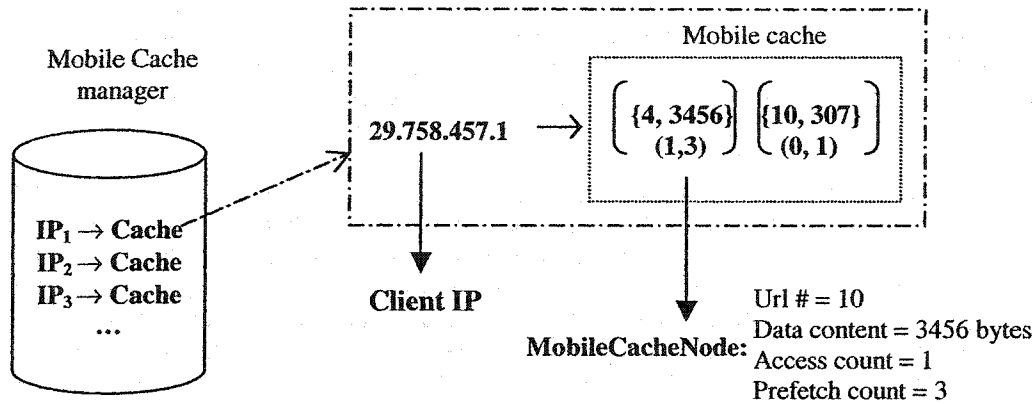 Mobile Cache
manager
IP1 → Cache
IP2 → Cache
IP3 → Cache
...
Mobile cache
29.758.457.1
{4, 3456}
(1,3)
{10, 307}
(0, 1)
Client IP
MobileCacheNode:
Url # = 10
Data content = 3456 bytes
Access count = 1
Prefetch count = 3